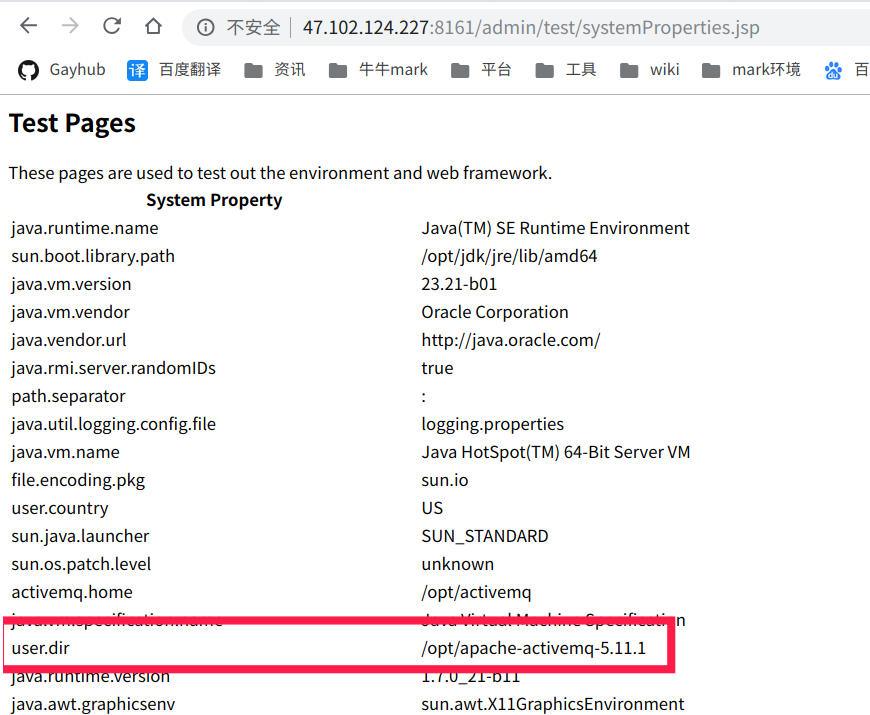 不安全 47.102.124.227:8161/admin/test/systemProperties.jsp
Gayhub 译 百度翻译 资讯 牛牛mark 平台 工具 wiki mark环境 du 百
Test Pages
These pages are used to test out the environment and web framework.
System Property
java.runtime.name Java(TM) SE Runtime Environment
sun.boot.library.path /opt/jdk/jre/lib/amd64
java.vm.version 23.21-b01
java.vm.vendor Oracle Corporation
java.vendor.url http://java.oracle.com/
java.rmi.server.randomIDs true
path.separator :
java.util.logging.config.file logging.properties
java.vm.name Java HotSpot(TM) 64-Bit Server VM
file.encoding.pkg sun.io
user.country US
sun.java.launcher SUN_STANDARD
sun.os.patch.level unknown
activemq.home /opt/activemq
java.vm.specification.name Java Virtual Machine Specification
user.dir /opt/apache-activemq-5.11.1
java.runtime.version 1.7.0_21-b11
java.awt.graphicsenv sun.awt.X11GraphicsEnvironment